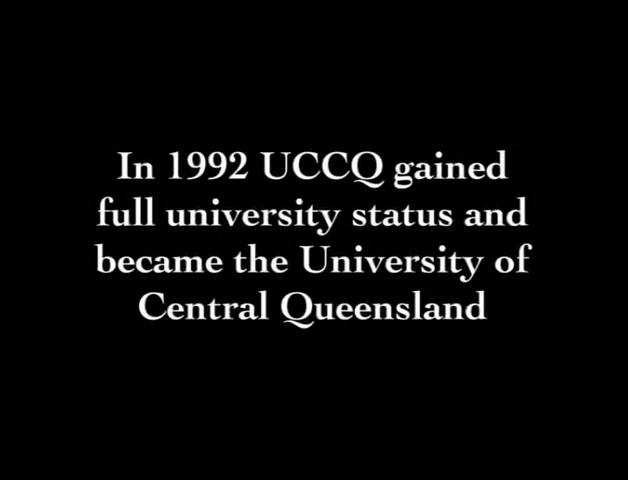 In 1992 UCCQ gained
full university status and
became the University of
Central Queensland